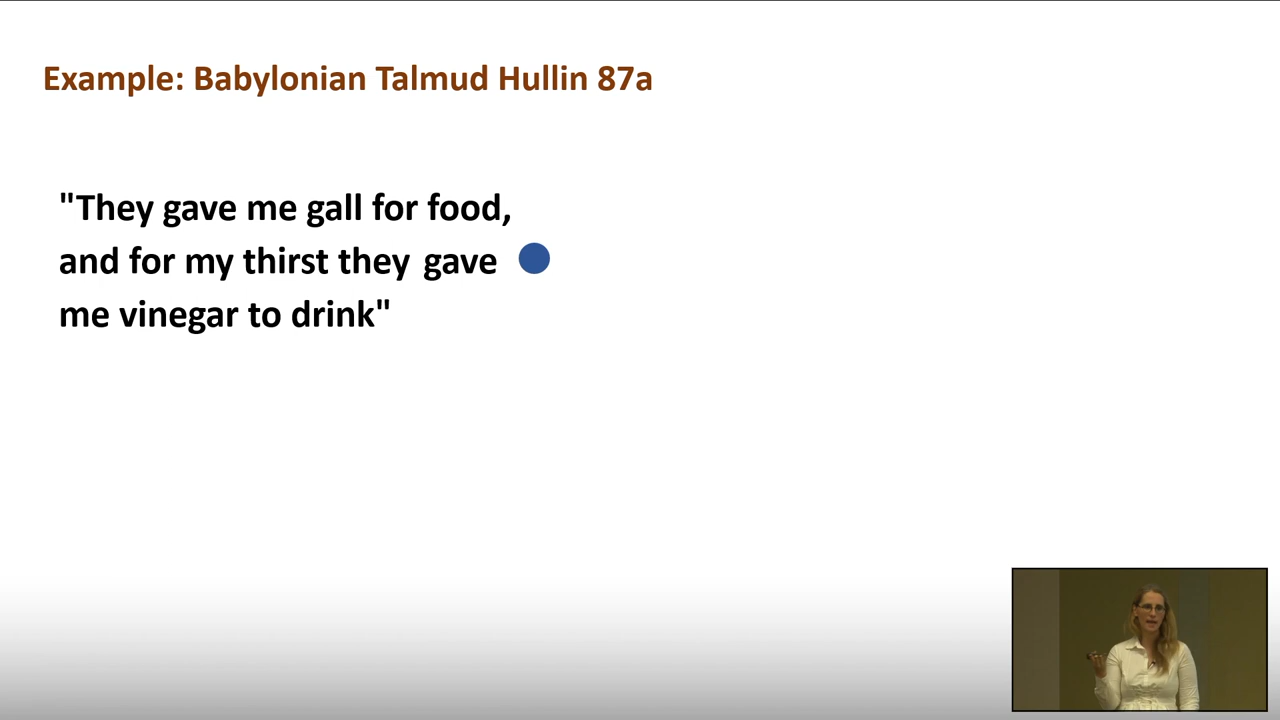 Example: Babylonian Talmud Hullin 87a
"They gave me gall for food,
and for my thirst they gave
me vinegar to drink"